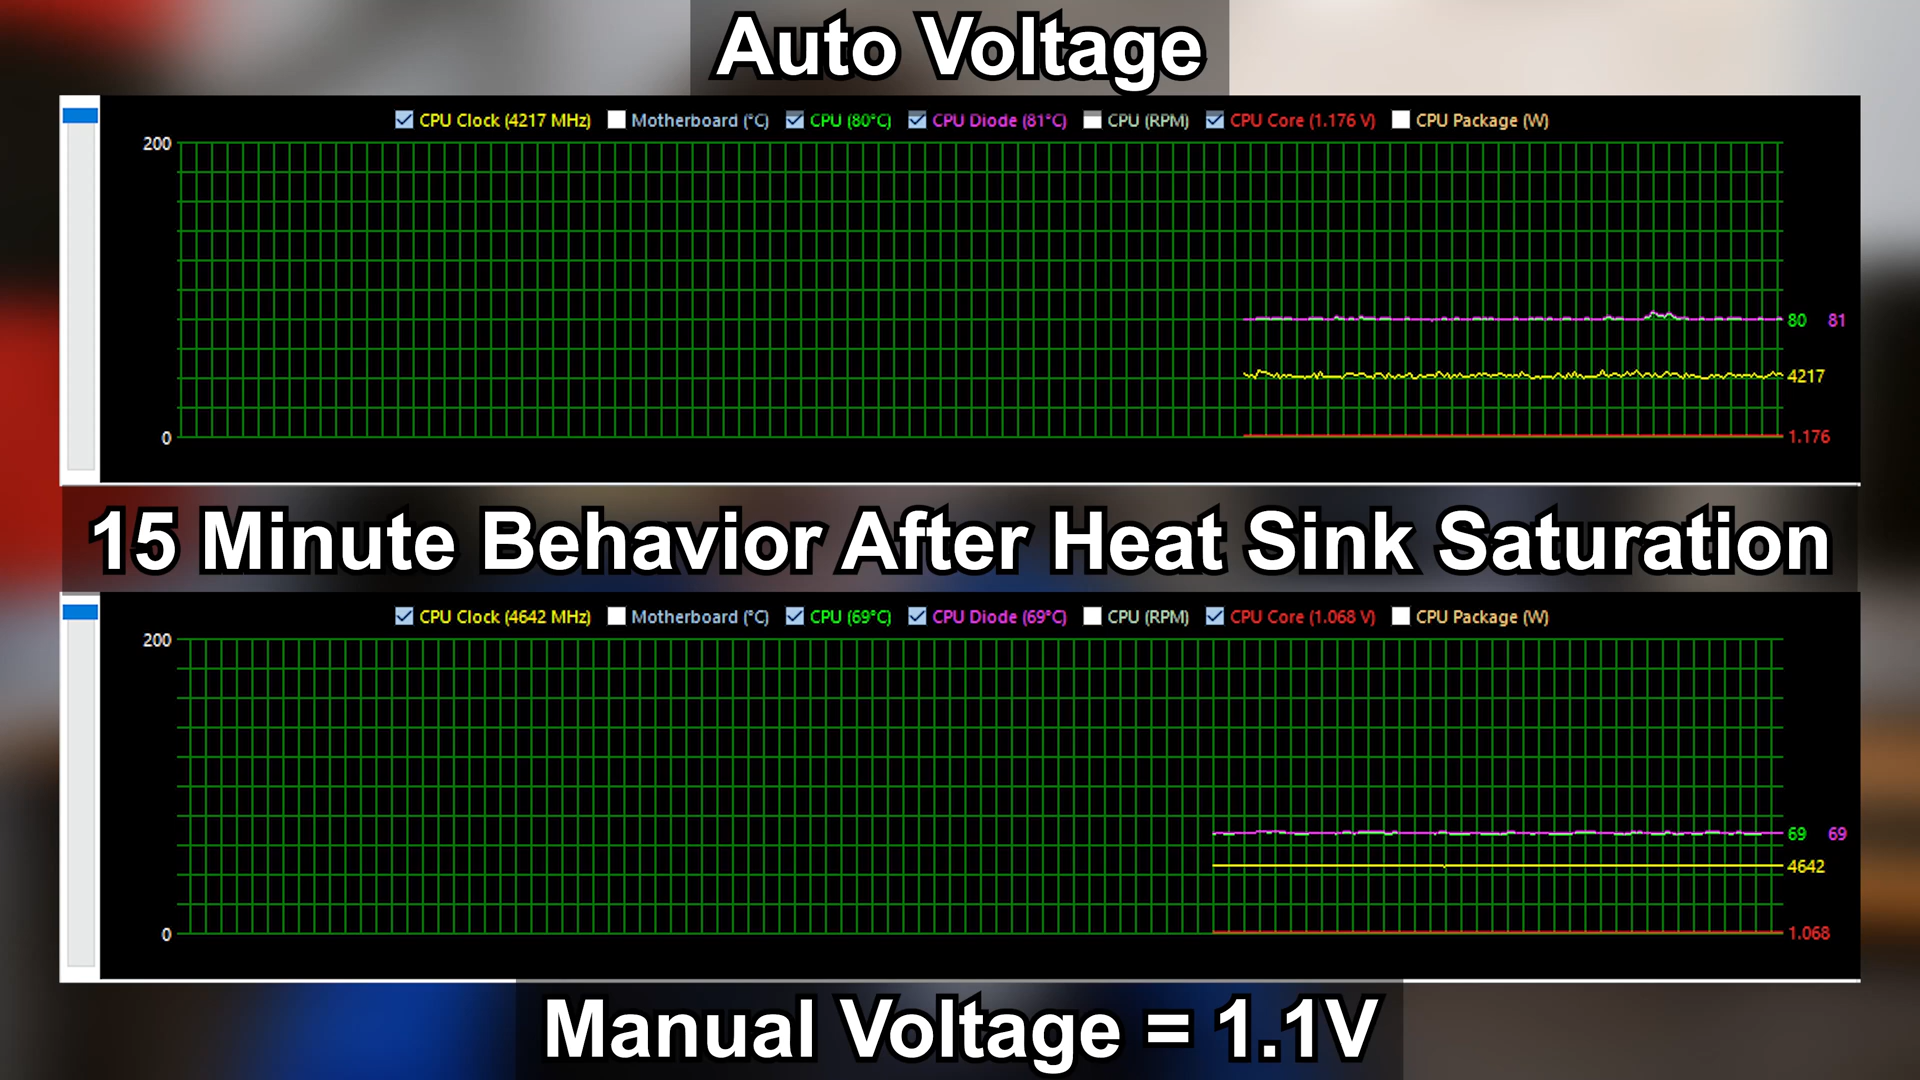 Auto Voltage
CPU Clock (4217 MHz) Motherboard (°C) CPU (80°C) CPU Diode (81°C) CPU (RPM) CPU Core (1.176 V) CPU Package (W)
200
80 81
4217
0 1.176
15 Minute Behavior After Heat Sink Saturation
CPU Clock (4642 MHz) Motherboard (°C) CPU (69°C) CPU Diode (69°C) CPU (RPM) CPU Core (1.068 V) CPU Package (W)
200
69 69
4642
0 1.068
Manual Voltage = 1.1V